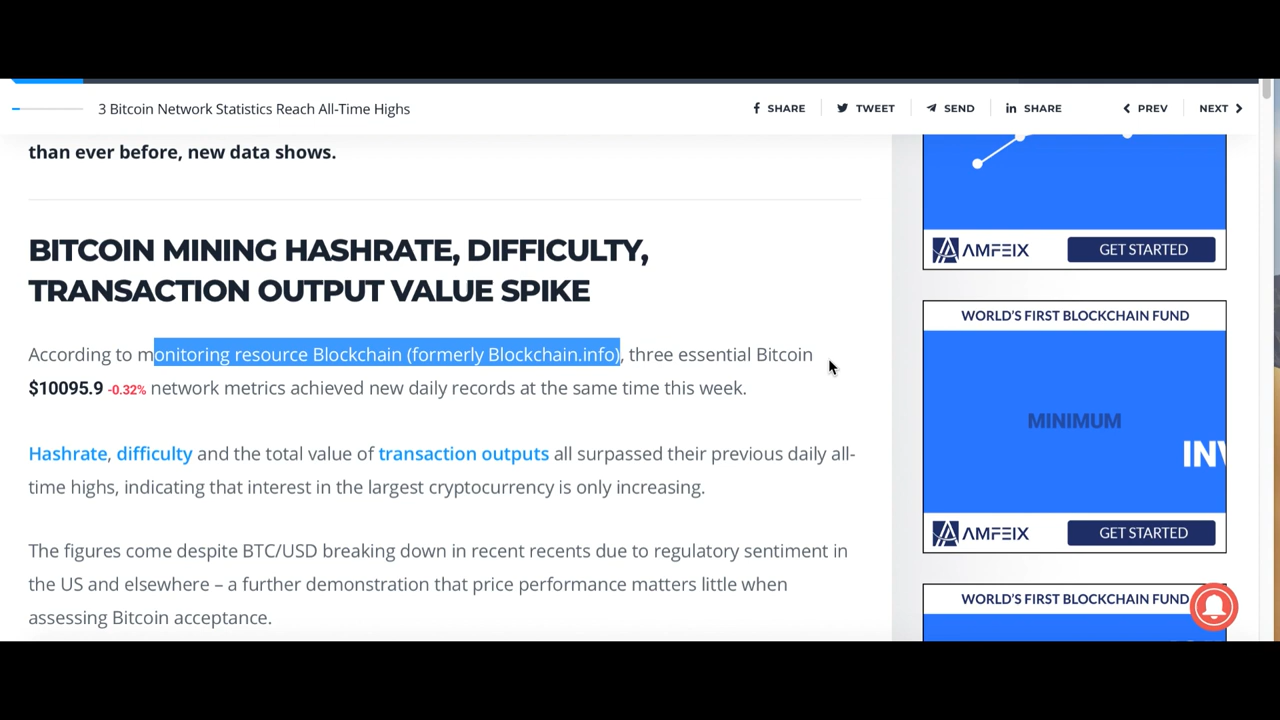 3 Bitcoin Network Statistics Reach All-Time Highs
SHARE
TWEET
SEND
SHARE
PREV
NEXT
than ever before, new data shows.
BITCOIN MINING HASHRATE, DIFFICULTY,
TRANSACTION OUTPUT VALUE SPIKE
According to monitoring resource Blockchain (formerly Blockchain.info), three essential Bitcoin
$10095.9 -0.32% network metrics achieved new daily records at the same time this week.
Hashrate, difficulty and the total value of transaction outputs all surpassed their previous daily all-
time highs, indicating that interest in the largest cryptocurrency is only increasing.
The figures come despite BTC/USD breaking down in recent recents due to regulatory sentiment in
the US and elsewhere – a further demonstration that price performance matters little when
assessing Bitcoin acceptance.
AMFEIX
GET STARTED
WORLD'S FIRST BLOCKCHAIN FUND
MINIMUM
AMFEIX
GET STARTED
WORLD'S FIRST BLOCKCHAIN FUND